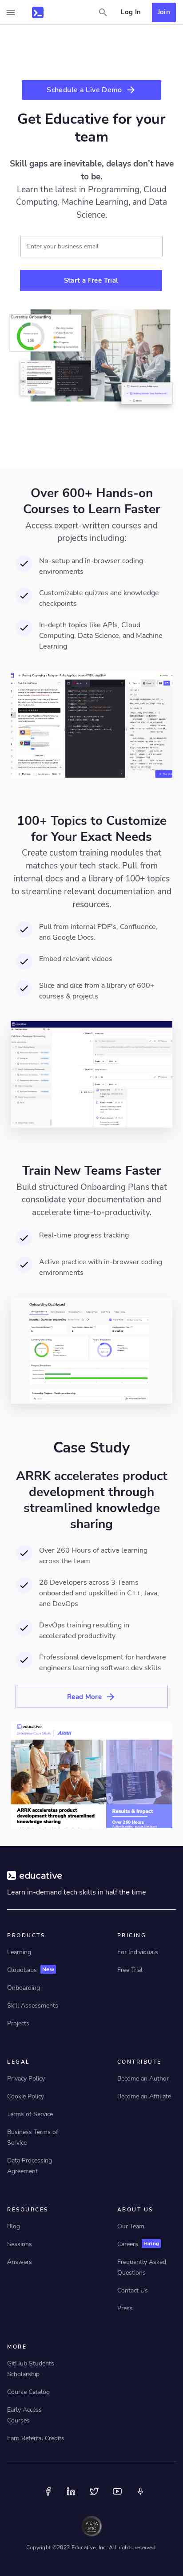 Log In
Join
Schedule a Live Demo
Get Educative for your
team
Skill gaps are inevitable, delays don't have
to be.
Learn the latest in Programming, Cloud
Computing, Machine Learning, and Data
Science.
Enter your business email
Start a Free Trial
Currently Onboarding
Over 600+ Hands-on
Courses to Learn Faster
Access expert-written courses and
projects including:
No-setup and in-browser coding
environments
Customizable quizzes and knowledge
checkpoints
In-depth topics like APIs, Cloud
Computing, Data Science, and Machine
Learning
100+ Topics to Customize
for Your Exact Needs
Create custom training modules that
matches your tech stack. Pull from
internal docs and a library of 100+ topics
to streamline relevant documentation and
resources.
Pull from internal PDF's, Confluence,
and Google Docs.
Embed relevant videos
Slice and dice from a library of 600+
courses & projects
Train New Teams Faster
Build structured Onboarding Plans that
consolidate your documentation and
accelerate time-to-productivity.
Real-time progress tracking
Active practice with in-browser coding
environments
Onboarding Dashboard
Case Study
ARRK accelerates product
development through
streamlined knowledge
sharing
Over 260 Hours of active learning
across the team
26 Developers across 3 Teams
onboarded and upskilled in C++, Java,
and DevOps
DevOps training resulting in
accelerated productivity
Professional development for hardware
engineers learning software dev skills
Read More
educative
ARRK
ARRK accelerates product
development through streamlined
knowledge sharing
Results & Impact
Over 260 Hours
educative
Learn in-demand tech skills in half the time
PRODUCTS
Learning
CloudLabs New
Onboarding
Skill Assessments
Projects
PRICING
For Individuals
Free Trial
LEGAL
Privacy Policy
Cookie Policy
Terms of Service
Business Terms of
Service
Data Processing
Agreement
CONTRIBUTE
Become an Author
Become an Affiliate
RESOURCES
Blog
Sessions
Answers
ABOUT US
Our Team
Careers Hiring
Frequently Asked
Questions
Contact Us
Press
MORE
GitHub Students
Scholarship
Course Catalog
Early Access
Courses
Earn Referral Credits
AICPA
SOC
Copyright ©2023 Educative, Inc. All rights reserved.